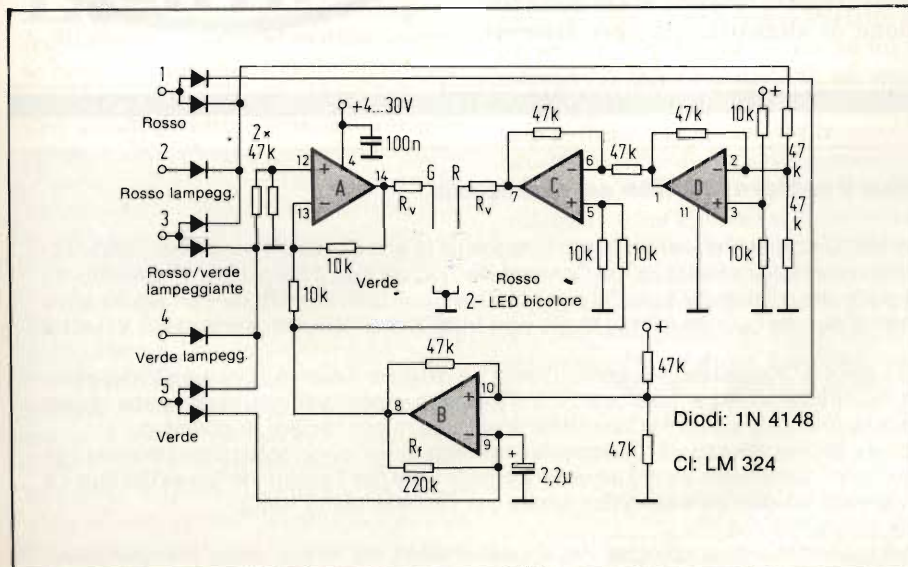 1
Rosso
2
Rosso lampegg.
3
Rosso/verde
lampeggiante
4
Verde lampegg.
5
Verde
2×
47k
+4...30V
100n
12
+
4
A
14
13
−
G
Rv
10k
Verde
10k
R
Rv
47k
7
C
6
−
5
+
47k
1
47k
D
2
−
11
3
+
10k
+
47
k
47
k
10k
10k
10k
Rosso
2- LED bicolore
47k
8
B
10
+
9
−
Rf
220k
+
2,2µ
+
47k
47k
Diodi: 1N 4148
CI: LM 324